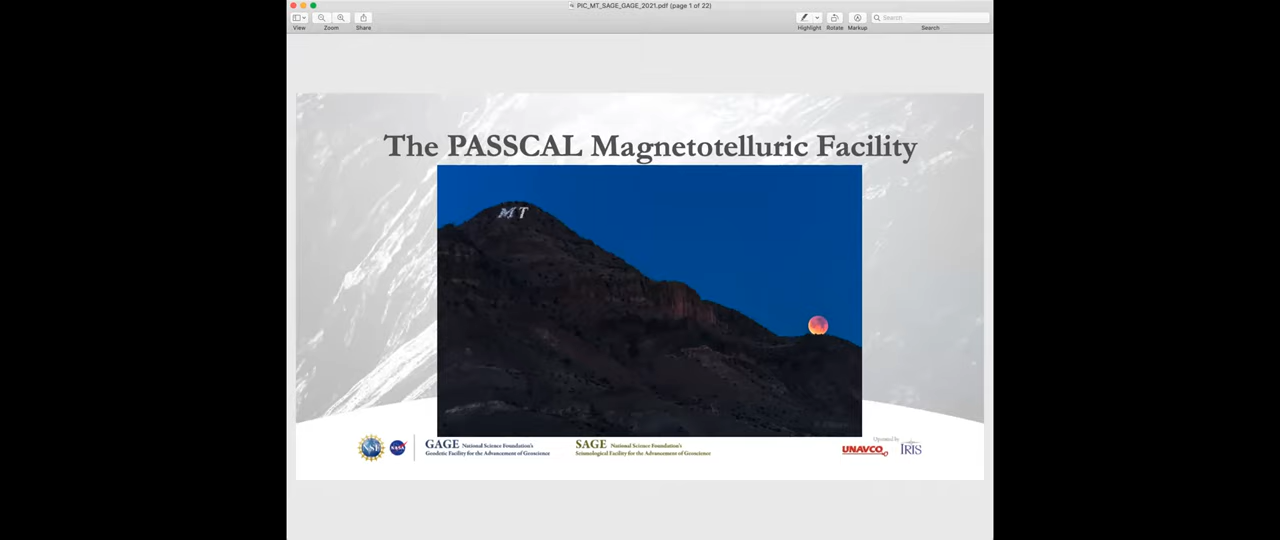 PIC_MT_SAGE_GAGE_2021.pdf (page 1 of 22)
View
Zoom
Share
Highlight
Rotate
Markup
Search
Search
The PASSCAL Magnetotelluric Facility
MT
NSF
NASA
GAGE National Science Foundation's
Geodetic Facility for the Advancement of Geoscience
SAGE National Science Foundation's
Seismological Facility for the Advancement of Geoscience
Operated by
UNAVCO
IRIS